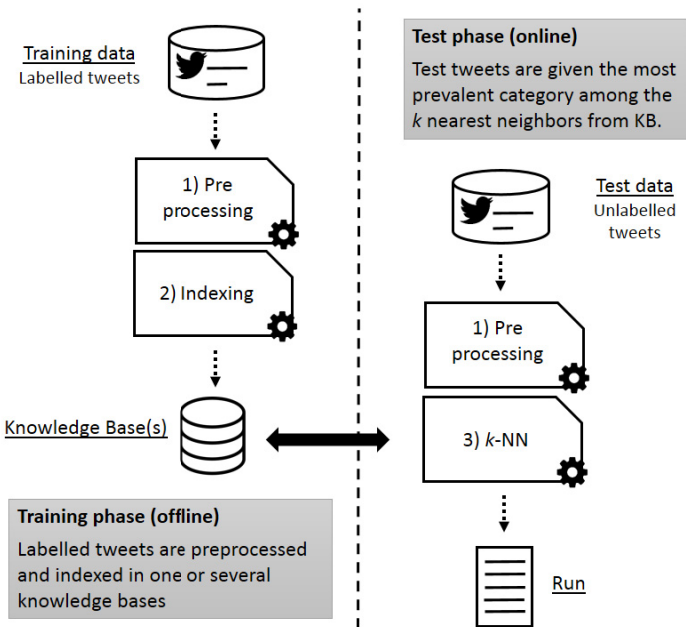 Training data
Labelled tweets
1) Pre
processing
2) Indexing
Knowledge Base(s)
Training phase (offline)
Labelled tweets are preprocessed
and indexed in one or several
knowledge bases
Test phase (online)
Test tweets are given the most
prevalent category among the
k nearest neighbors from KB.
Test data
Unlabelled
tweets
1) Pre
processing
3) k-NN
Run